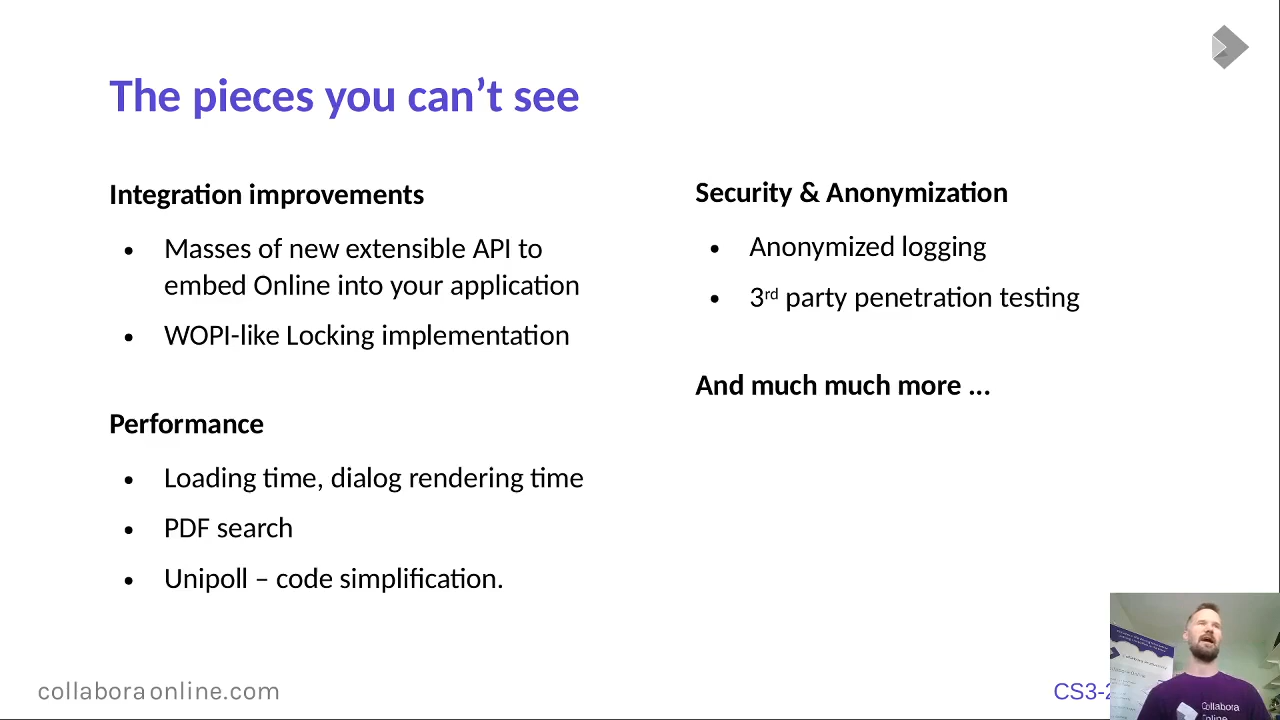 The pieces you can’t see
Integration improvements
• Masses of new extensible API to
embed Online into your application
• WOPI-like Locking implementation
Performance
• Loading time, dialog rendering time
• PDF search
• Unipoll – code simplification.
Security & Anonymization
• Anonymized logging
• 3rd party penetration testing
And much much more ...
collaboraonline.com
CS3-2
Collabora
Online